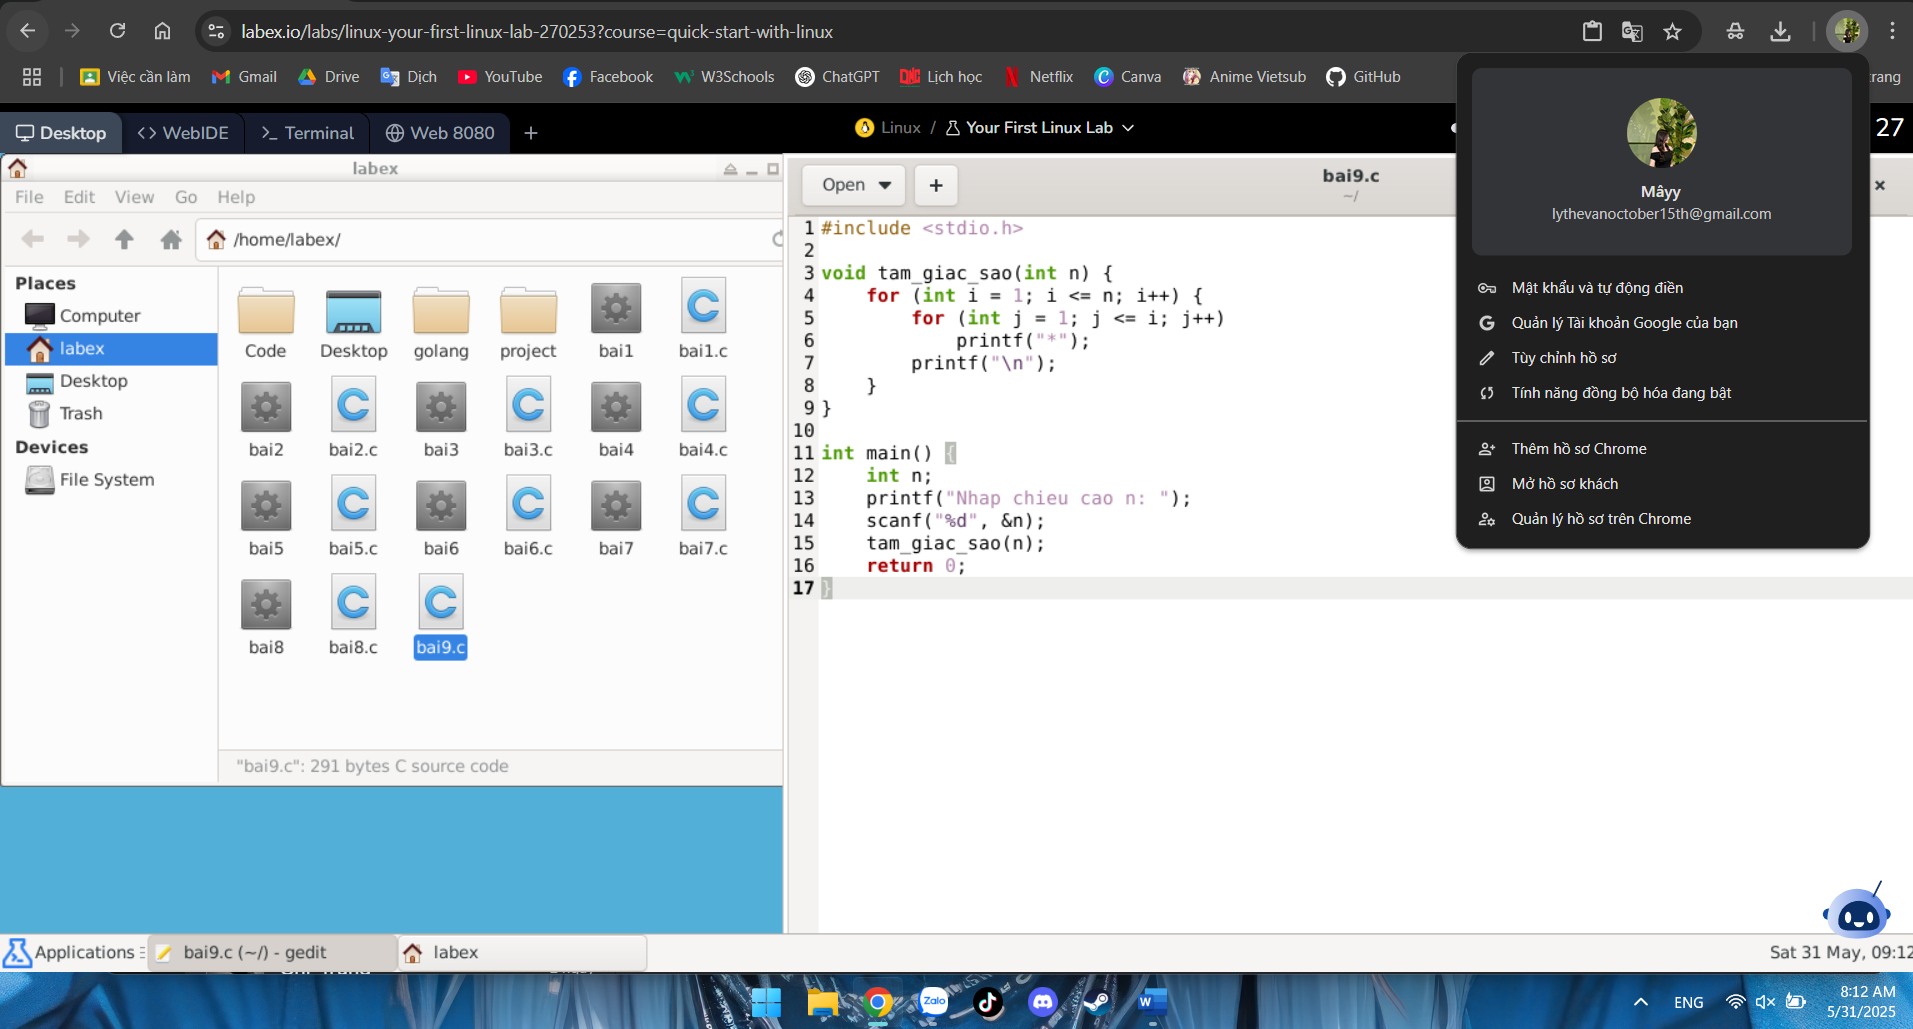 labex.io/labs/linux-your-first-linux-lab-270253?course=quick-start-with-linux
Việc cần làm Gmail Drive Dịch YouTube Facebook W3Schools ChatGPT Lịch học Netflix Canva Anime Vietsub GitHub trang
Desktop WebIDE Terminal Web 8080 +
Linux / Your First Linux Lab
27
labex
File Edit View Go Help
/home/labex/
Places
Computer
labex
Desktop
Trash
Devices
File System
Code Desktop golang project bai1 bai1.c
bai2 bai2.c bai3 bai3.c bai4 bai4.c
bai5 bai5.c bai6 bai6.c bai7 bai7.c
bai8 bai8.c bai9.c
"bai9.c": 291 bytes C source code
Open +
bai9.c
~/
1 #include <stdio.h>
2
3 void tam_giac_sao(int n) {
4 for (int i = 1; i <= n; i++) {
5 for (int j = 1; j <= i; j++)
6 printf("*");
7 printf("\n");
8 }
9 }
10
11 int main() {
12 int n;
13 printf("Nhap chieu cao n: ");
14 scanf("%d", &n);
15 tam_giac_sao(n);
16 return 0;
17 }
Mâyy
lythevanoctober15th@gmail.com
Mật khẩu và tự động điền
Quản lý Tài khoản Google của bạn
Tùy chỉnh hồ sơ
Tính năng đồng bộ hóa đang bật
Thêm hồ sơ Chrome
Mở hồ sơ khách
Quản lý hồ sơ trên Chrome
Applications bai9.c (~/) - gedit labex
Sat 31 May, 09:12
Zalo
W
ENG
8:12 AM
5/31/2025